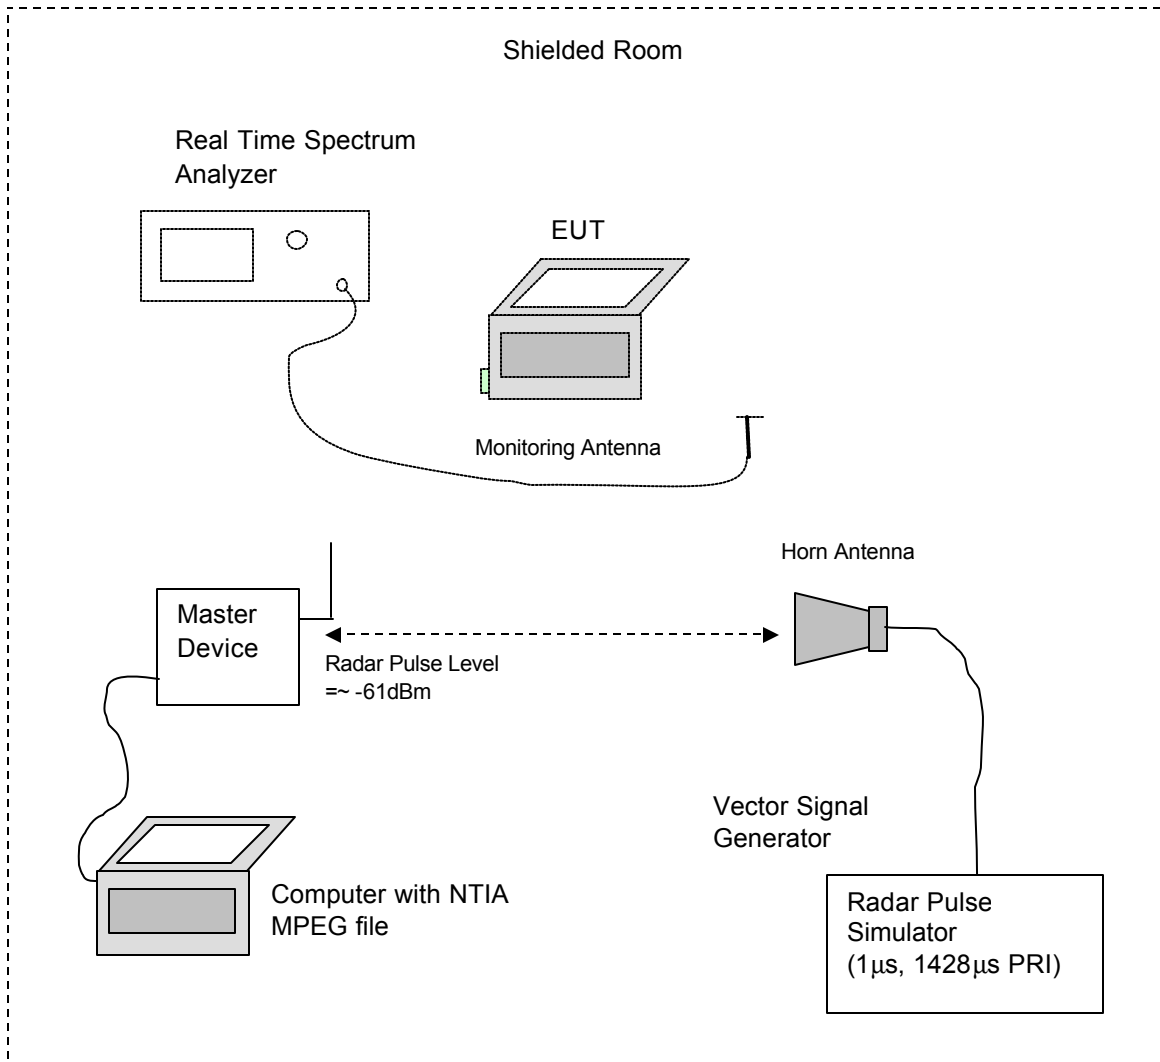 Shielded Room
Real Time Spectrum
Analyzer
EUT
Monitoring Antenna
Horn Antenna
Master
Device
Radar Pulse Level
=~ -61dBm
Vector Signal
Generator
Computer with NTIA
MPEG file
Radar Pulse
Simulator
(1µs, 1428µs PRI)